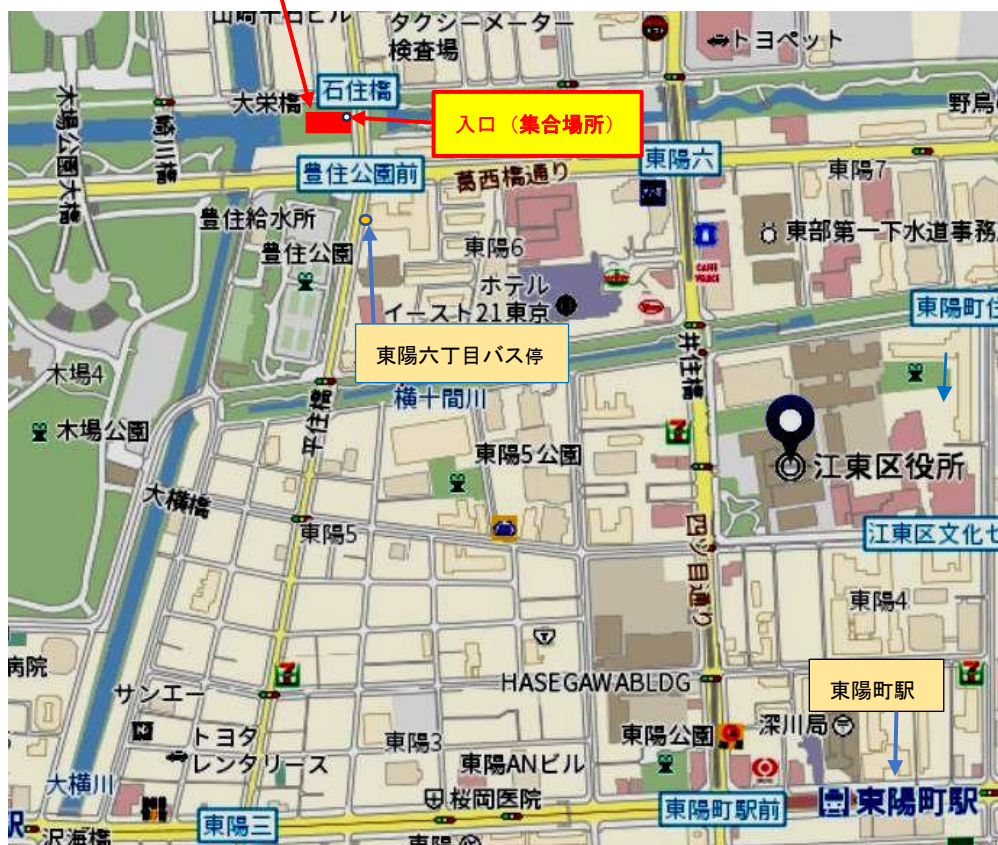 タクシーメーター
検査場
トヨペット
石住橋
大栄橋
入口（集合場所）
野鳥
木場公園大橋
崎川橋
豊住公園前
葛西橋通り
東陽六
東陽7
豊住給水所
東陽6
東部第一下水道事務
豊住公園
ホテル
イースト21東京
東陽町住
東陽六丁目バス停
井住橋
木場4
横十間川
平住橋
木場公園
東陽5公園
江東区役所
大横橋
東陽5
四ツ目通り
江東区文化セ
東陽4
病院
HASEGAWABLDG
東陽町駅
サンエー
トヨタ
レンタリース
東陽3
東陽公園
深川局
東陽ANビル
大横川
桜岡医院
東陽町駅前
東陽町駅
駅
沢海橋
東陽三
東陽